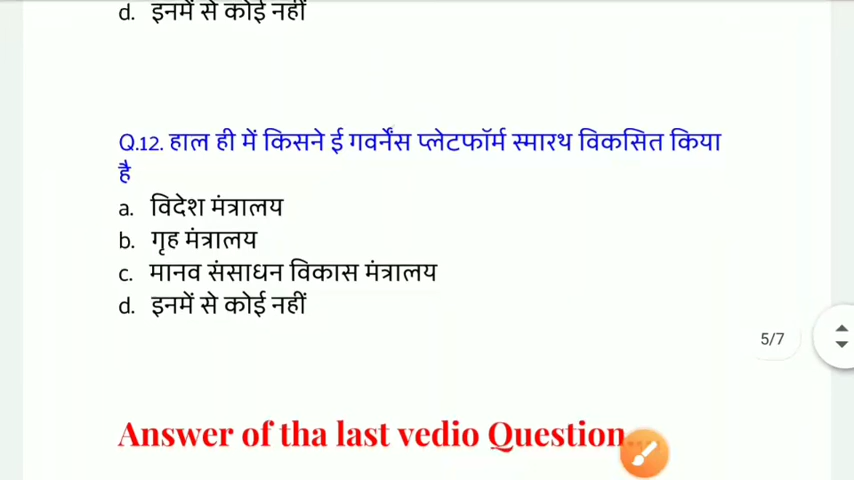 d. इनमें से कोई नहीं
Q.12. हाल ही में किसने ई गवर्नेंस प्लेटफॉर्म स्मारथ विकसित किया
है
a. विदेश मंत्रालय
b. गृह मंत्रालय
c. मानव संसाधन विकास मंत्रालय
d. इनमें से कोई नहीं
5/7
Answer of tha last vedio Question